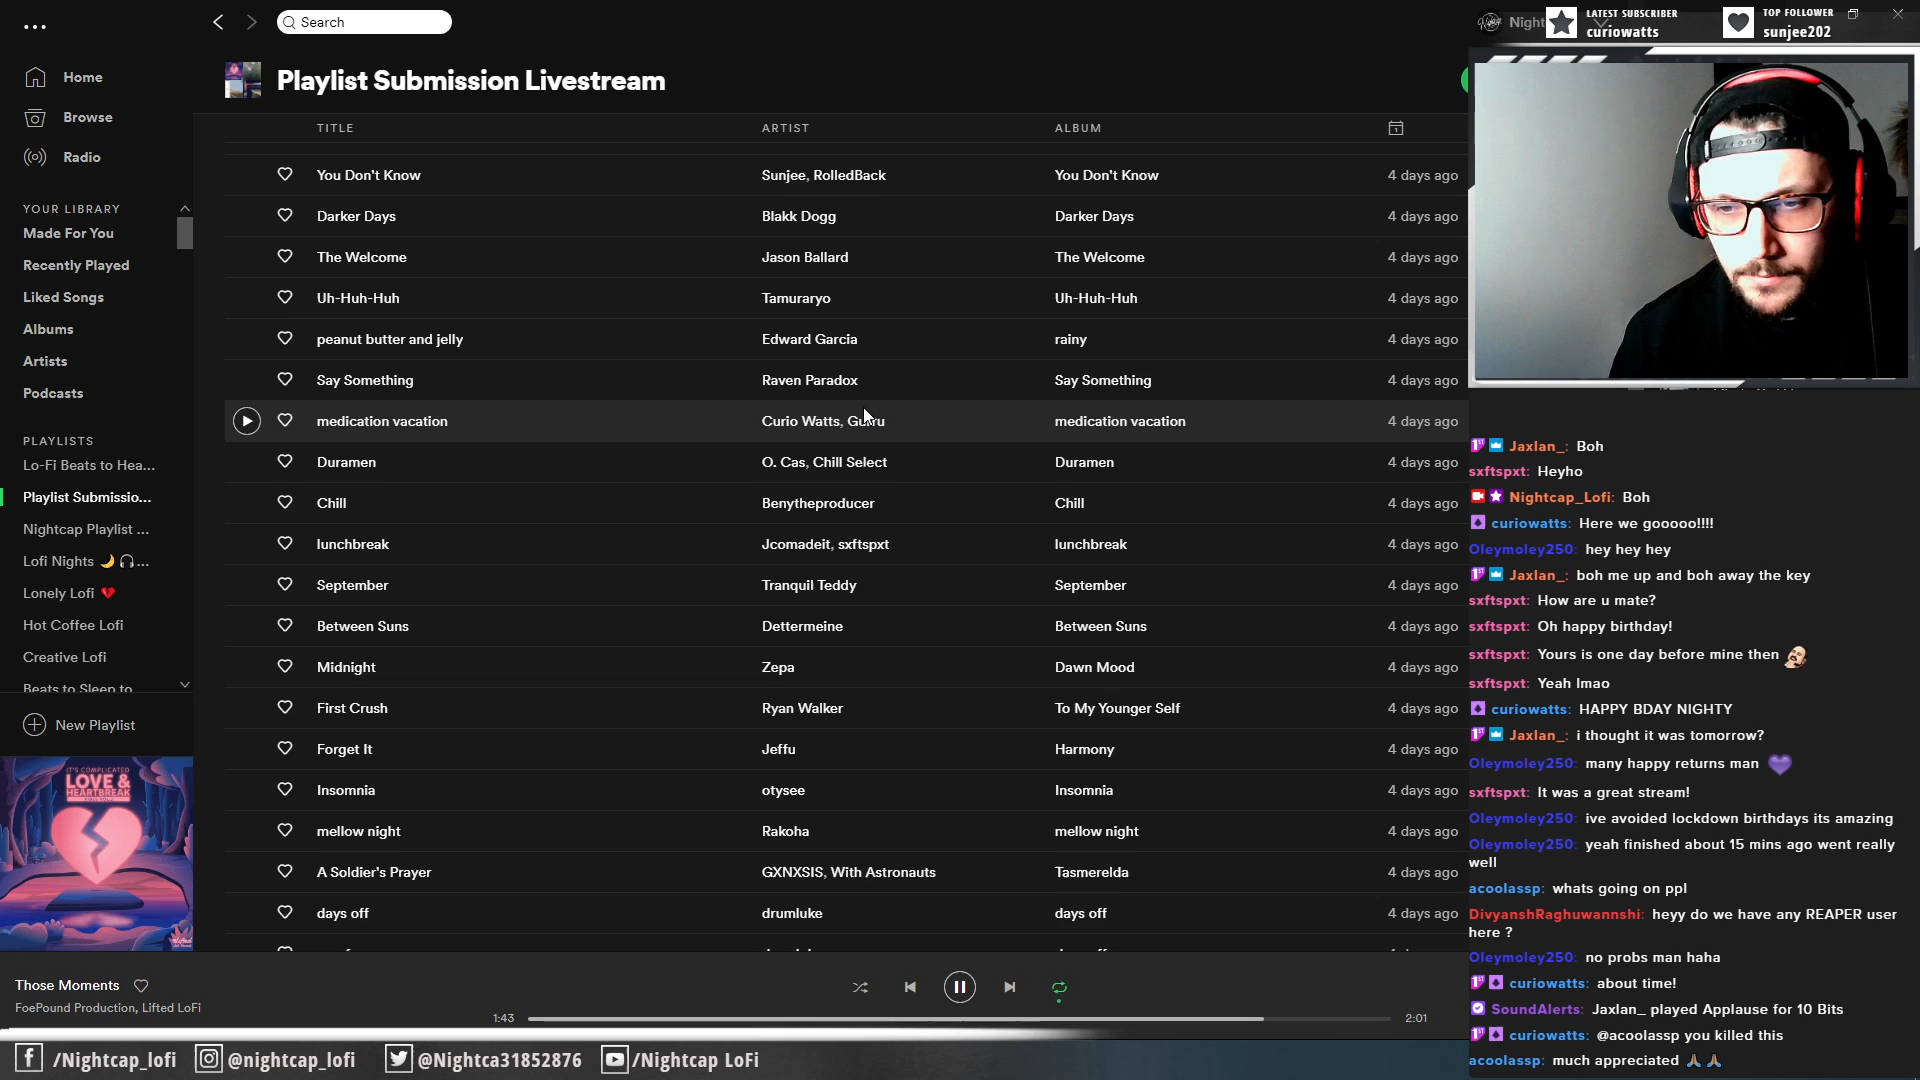 Search
Night
LATEST SUBSCRIBER
curiowatts
TOP FOLLOWER
sunjee202
Home
Browse
Radio
YOUR LIBRARY
Made For You
Recently Played
Liked Songs
Albums
Artists
Podcasts
PLAYLISTS
Lo-Fi Beats to Hea...
Playlist Submissio...
Nightcap Playlist ...
Lofi Nights 🌙🎧...
Lonely Lofi 💔
Hot Coffee Lofi
Creative Lofi
Beats to Sleep to
New Playlist
IT'S COMPLICATED
LOVE &
HEARTBREAK
Playlist Submission Livestream
TITLE ARTIST ALBUM
You Don't Know Sunjee, RolledBack You Don't Know 4 days ago
Darker Days Blakk Dogg Darker Days 4 days ago
The Welcome Jason Ballard The Welcome 4 days ago
Uh-Huh-Huh Tamuraryo Uh-Huh-Huh 4 days ago
peanut butter and jelly Edward Garcia rainy 4 days ago
Say Something Raven Paradox Say Something 4 days ago
medication vacation Curio Watts, medication vacation 4 days ago
Duramen O. Cas, Chill Select Duramen 4 days ago
Chill Benytheproducer Chill 4 days ago
lunchbreak Jcomadeit, sxftspxt lunchbreak 4 days ago
September Tranquil Teddy September 4 days ago
Between Suns Dettermeine Between Suns 4 days ago
Midnight Zepa Dawn Mood 4 days ago
First Crush Ryan Walker To My Younger Self 4 days ago
Forget It Jeffu Harmony 4 days ago
Insomnia otysee Insomnia 4 days ago
mellow night Rakoha mellow night 4 days ago
A Soldier's Prayer GXNXSIS, With Astronauts Tasmerelda 4 days ago
days off drumluke days off 4 days ago
Jaxlan_: Boh
sxftspxt: Heyho
Nightcap_Lofi: Boh
curiowatts: Here we gooooo!!!!
Oleymoley250: hey hey hey
Jaxlan_: boh me up and boh away the key
sxftspxt: How are u mate?
sxftspxt: Oh happy birthday!
sxftspxt: Yours is one day before mine then
sxftspxt: Yeah lmao
curiowatts: HAPPY BDAY NIGHTY
Jaxlan_: i thought it was tomorrow?
Oleymoley250: many happy returns man 💜
sxftspxt: It was a great stream!
Oleymoley250: ive avoided lockdown birthdays its amazing
Oleymoley250: yeah finished about 15 mins ago went really
well
acoolassp: whats going on ppl
DivyanshRaghuwannshi: heyy do we have any REAPER user
here ?
Oleymoley250: no probs man haha
curiowatts: about time!
SoundAlerts: Jaxlan_ played Applause for 10 Bits
curiowatts: @acoolassp you killed this
acoolassp: much appreciated 🙏🏾 🙏🏾
Those Moments
FoePound Production, Lifted LoFi
1:43 2:01
/Nightcap_lofi @nightcap_lofi @Nightca31852876 /Nightcap LoFi